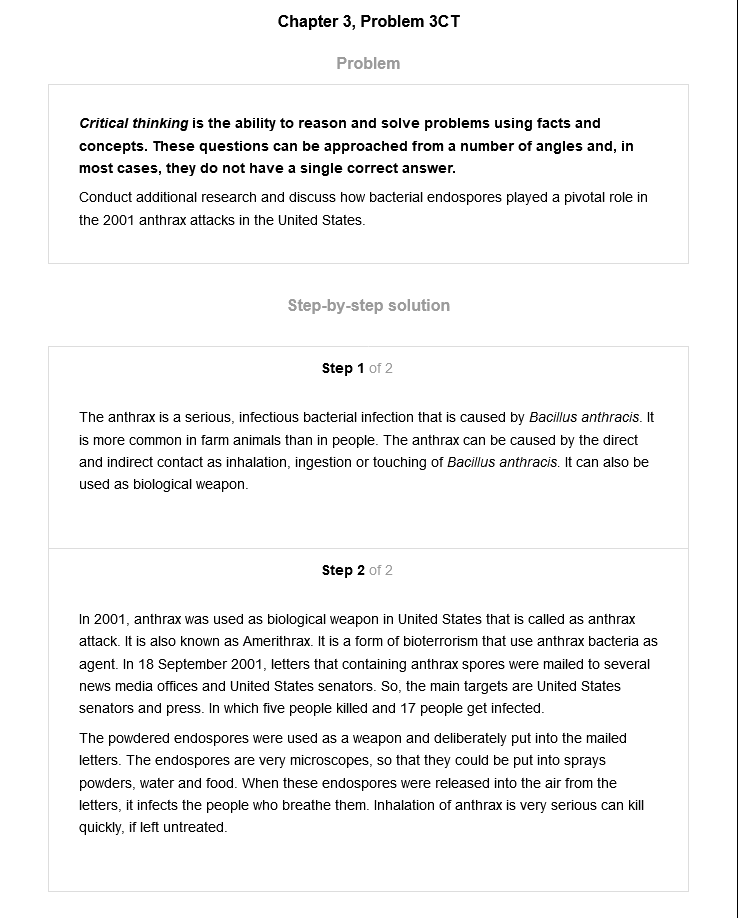 Chapter 3, Problem 3CT
Problem
Critical thinking is the ability to reason and solve problems using facts and
concepts. These questions can be approached from a number of angles and, in
most cases, they do not have a single correct answer.
Conduct additional research and discuss how bacterial endospores played a pivotal role in
the 2001 anthrax attacks in the United States.
Step-by-step solution
Step 1 of 2
The anthrax is a serious, infectious bacterial infection that is caused by Bacillus anthracis. It
is more common in farm animals than in people. The anthrax can be caused by the direct
and indirect contact as inhalation, ingestion or touching of Bacillus anthracis. It can also be
used as biological weapon.
Step 2 of 2
In 2001, anthrax was used as biological weapon in United States that is called as anthrax
attack. It is also known as Amerithrax. It is a form of bioterrorism that use anthrax bacteria as
agent. In 18 September 2001, letters that containing anthrax spores were mailed to several
news media offices and United States senators. So, the main targets are United States
senators and press. In which five people killed and 17 people get infected.
The powdered endospores were used as a weapon and deliberately put into the mailed
letters. The endospores are very microscopes, so that they could be put into sprays
powders, water and food. When these endospores were released into the air from the
letters, it infects the people who breathe them. Inhalation of anthrax is very serious can kill
quickly, if left untreated.